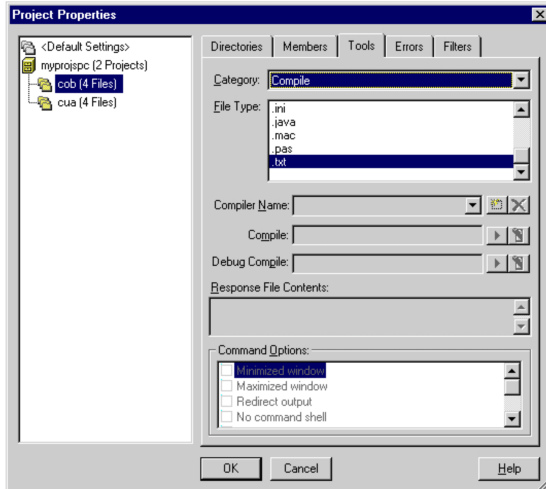 Project Properties
<Default Settings>
myprojspc (2 Projects)
cob (4 Files)
cua (4 Files)
Directories Members Tools Errors Filters
Category: Compile
File Type: .ini
.java
.mac
.pas
.txt
Compiler Name:
Compile:
Debug Compile:
Response File Contents:
Command Options:
Minimized window
Maximized window
Redirect output
No command shell
OK Cancel Help